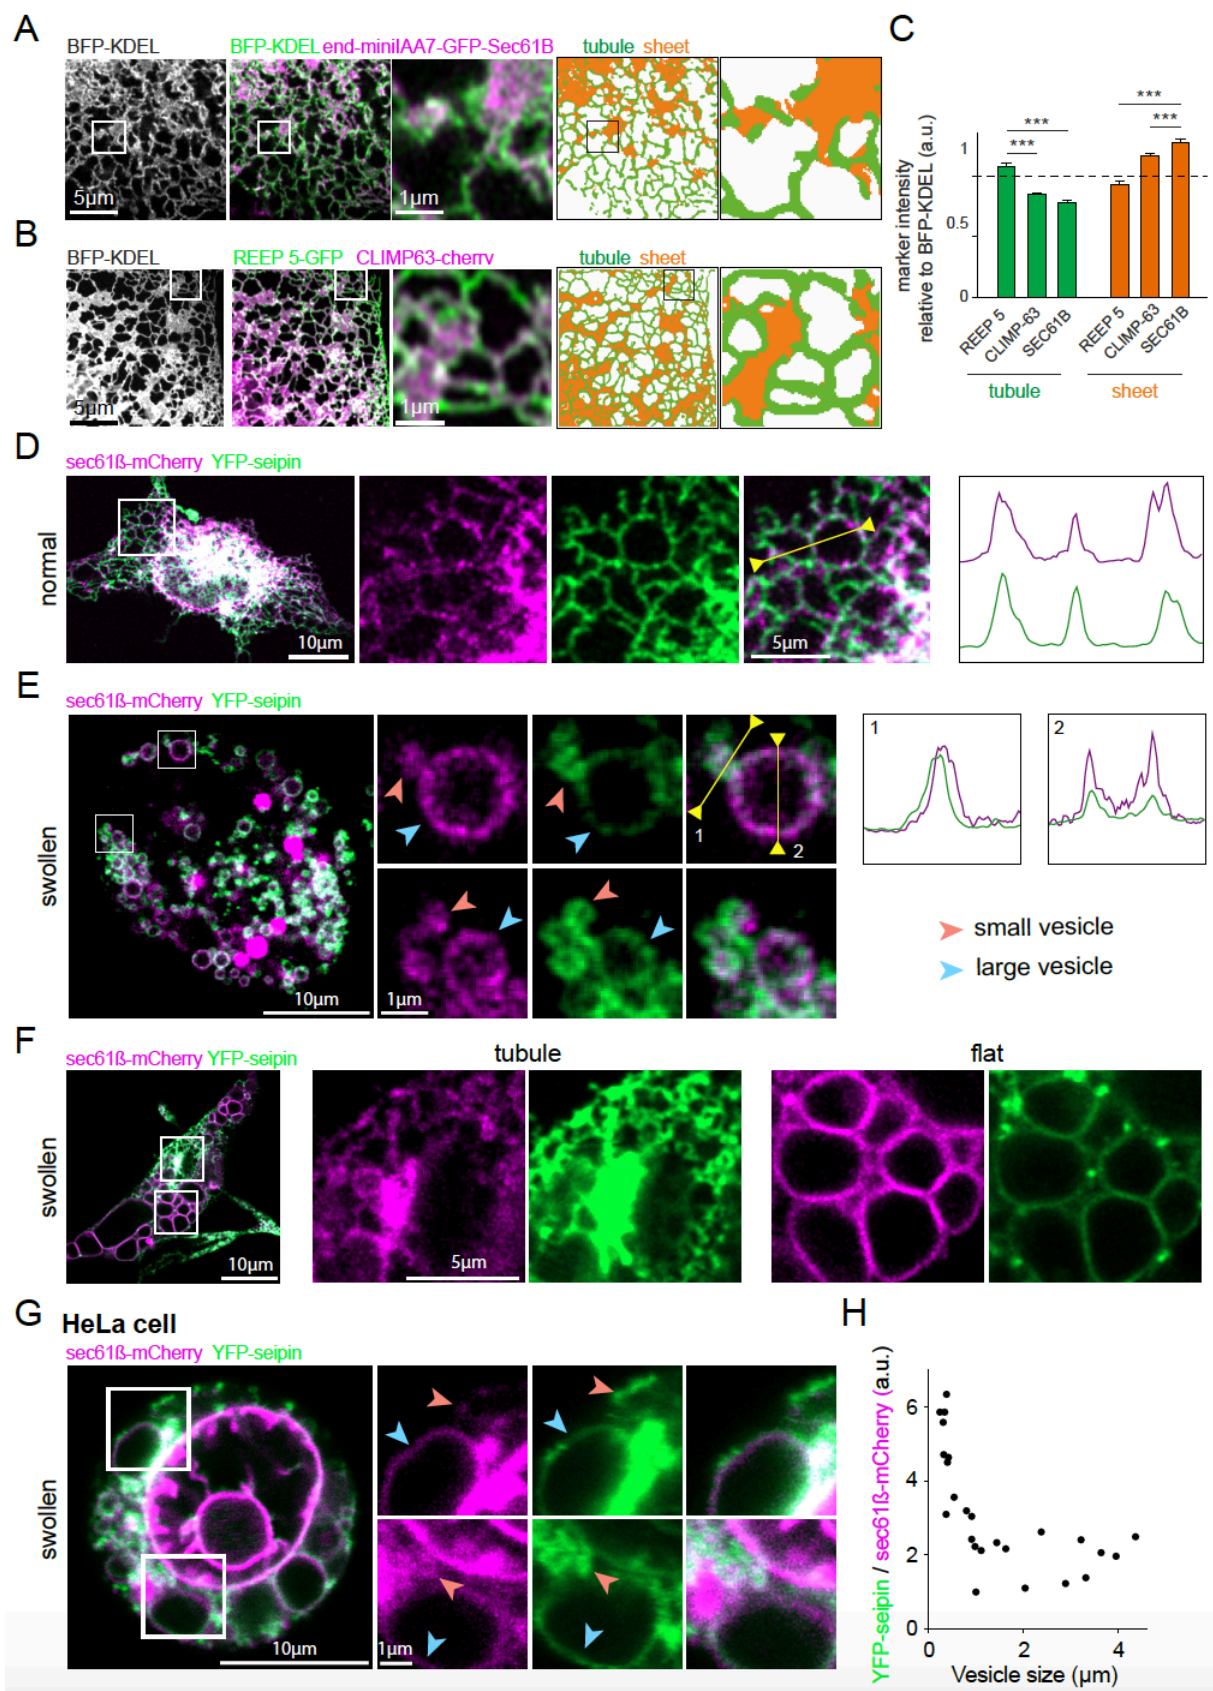 A
BFP-KDEL
BFP-KDEL end-miniIAA7-GFP-Sec61B
tubule sheet
5µm
1µm
B
BFP-KDEL
REEP 5-GFP CLIMP63-cherry
tubule sheet
5µm
1µm
C
marker intensity
relative to BFP-KDEL (a.u.)
1
0.5
0
***
***
***
***
REEP 5
CLIMP-63
SEC61B
REEP 5
CLIMP-63
SEC61B
tubule
sheet
D
sec61ß-mCherry YFP-seipin
normal
10µm
5µm
E
sec61ß-mCherry YFP-seipin
swollen
10µm
1µm
1
2
1
2
small vesicle
large vesicle
F
sec61ß-mCherry YFP-seipin
tubule
flat
swollen
10µm
5µm
G
HeLa cell
sec61ß-mCherry YFP-seipin
swollen
10µm
1µm
H
YFP-seipin / sec61ß-mCherry (a.u.)
6
4
2
0
0
2
4
Vesicle size (µm)